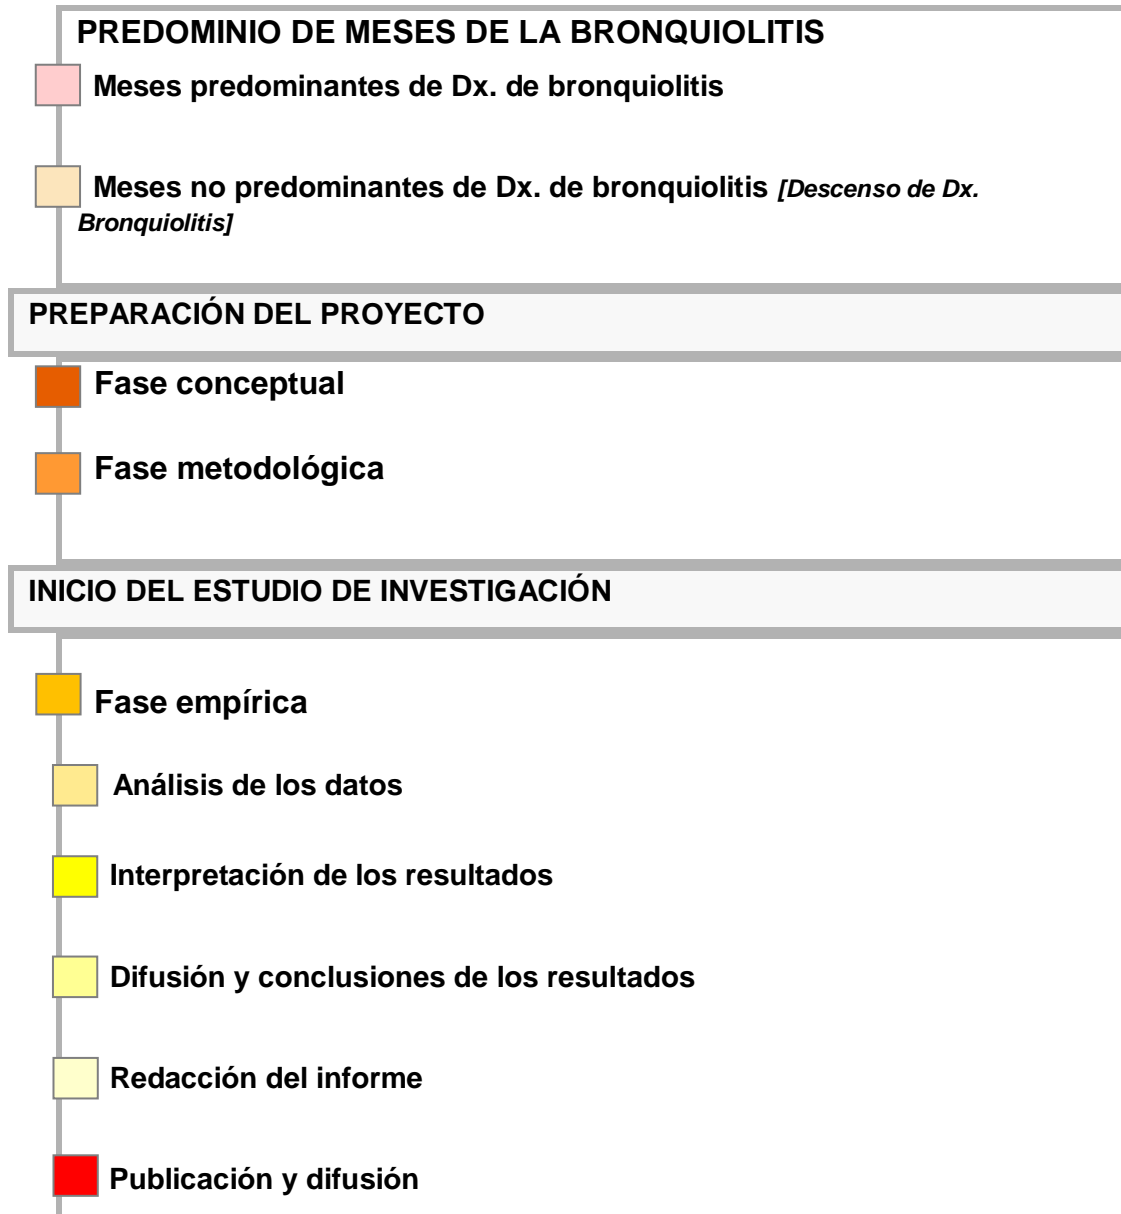 PREDOMINIO DE MESES DE LA BRONQUIOLITIS
Meses predominantes de Dx. de bronquiolitis
Meses no predominantes de Dx. de bronquiolitis [Descenso de Dx.
Bronquiolitis]
PREPARACIÓN DEL PROYECTO
Fase conceptual
Fase metodológica
INICIO DEL ESTUDIO DE INVESTIGACIÓN
Fase empírica
Análisis de los datos
Interpretación de los resultados
Difusión y conclusiones de los resultados
Redacción del informe
Publicación y difusión